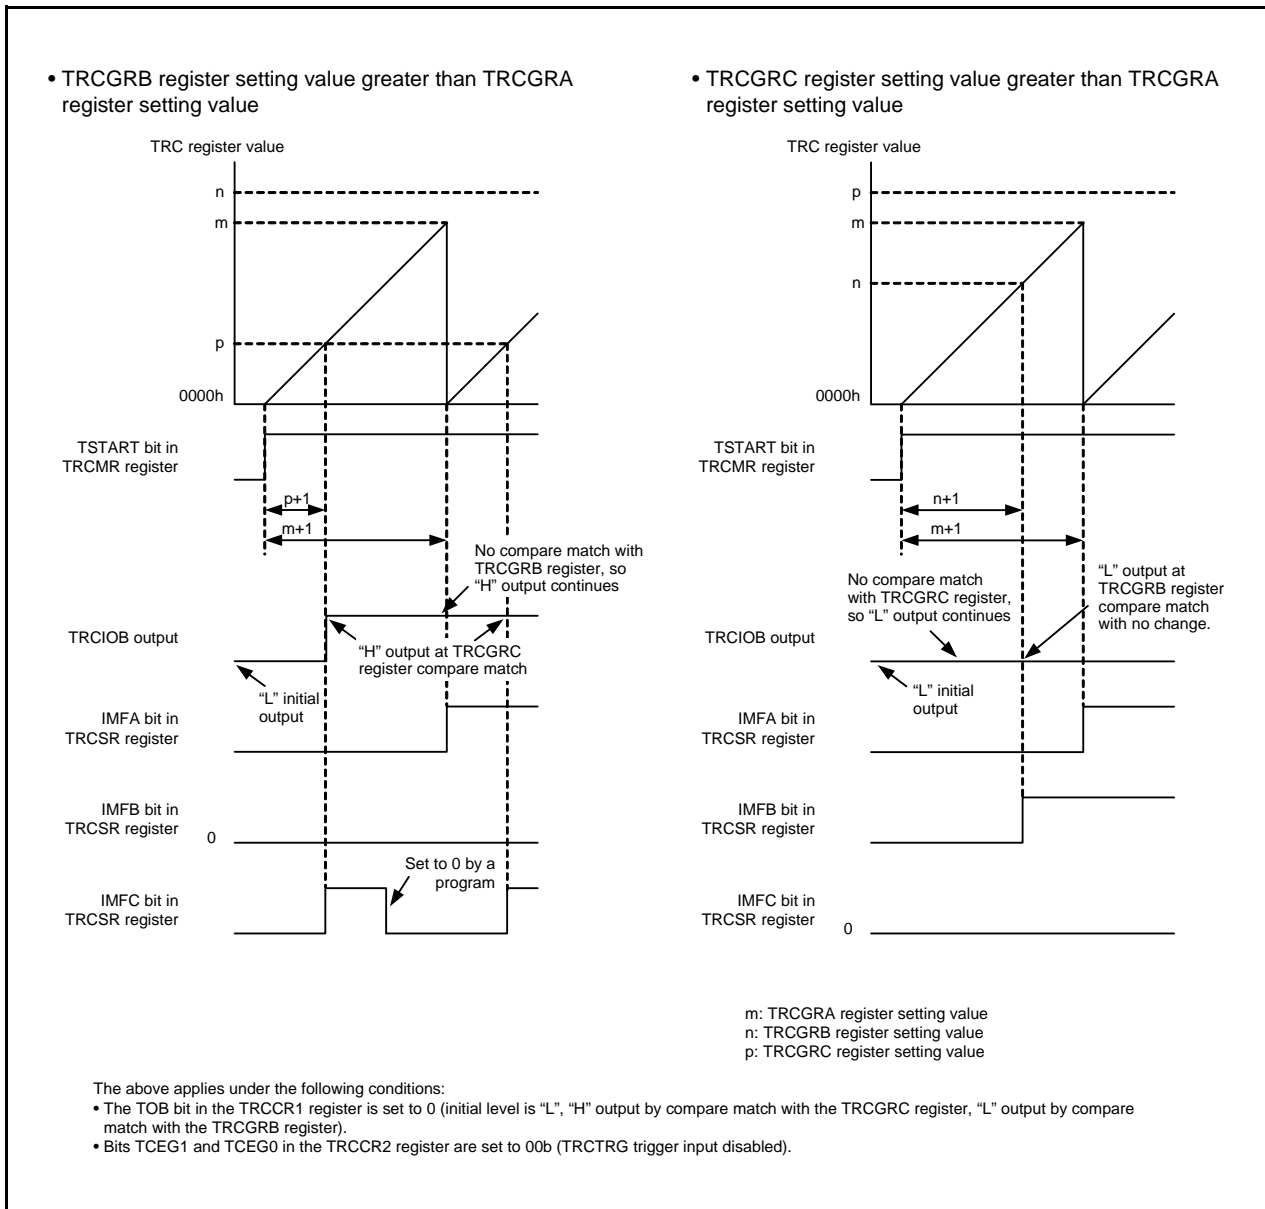 • TRCGRB register setting value greater than TRCGRA
register setting value
TRC register value
n
m
p
0000h
TSTART bit in
TRCMR register
p+1
m+1
No compare match with
TRCGRB register, so
“H” output continues
TRCIOB output
“H” output at TRCGRC
register compare match
“L” initial
output
IMFA bit in
TRCSR register
IMFB bit in
TRCSR register
0
Set to 0 by a
program
IMFC bit in
TRCSR register
• TRCGRC register setting value greater than TRCGRA
register setting value
TRC register value
p
m
n
0000h
TSTART bit in
TRCMR register
n+1
m+1
No compare match
with TRCGRC register,
so “L” output continues
“L” output at
TRCGRB register
compare match
with no change.
TRCIOB output
“L” initial
output
IMFA bit in
TRCSR register
IMFB bit in
TRCSR register
IMFC bit in
TRCSR register
0
m: TRCGRA register setting value
n: TRCGRB register setting value
p: TRCGRC register setting value
The above applies under the following conditions:
• The TOB bit in the TRCCR1 register is set to 0 (initial level is “L”, “H” output by compare match with the TRCGRC register, “L” output by compare
match with the TRCGRB register).
• Bits TCEG1 and TCEG0 in the TRCCR2 register are set to 00b (TRCTRG trigger input disabled).